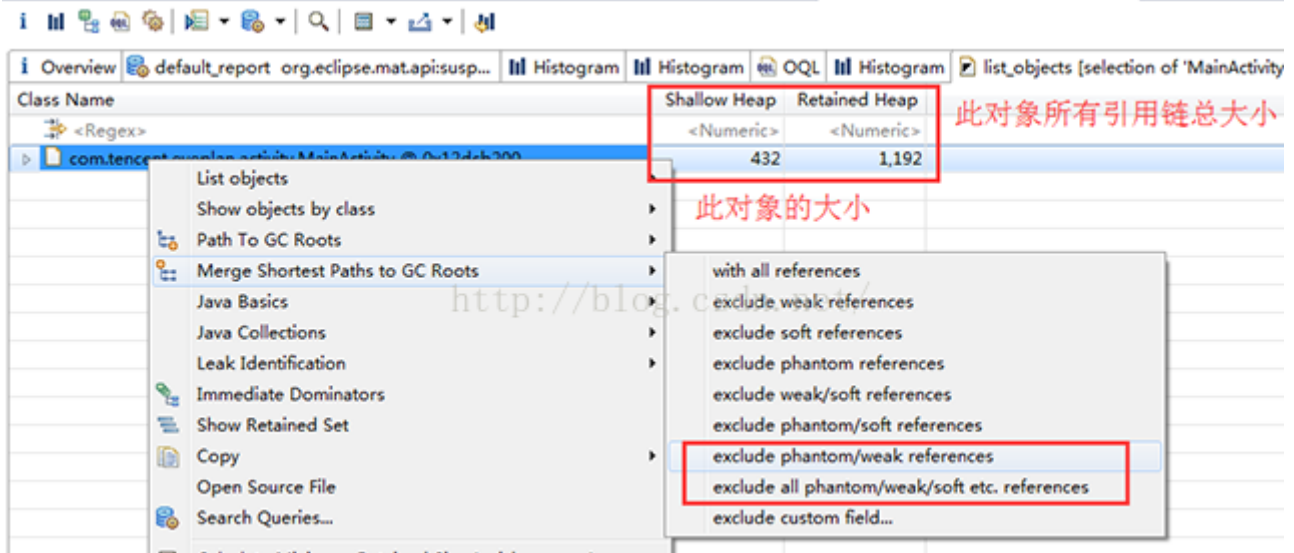 Overview default_report org.eclipse.mat.api:susp... Histogram Histogram OQL Histogram list_objects [selection of 'MainActivity
Class Name Shallow Heap Retained Heap
此对象所有引用链总大小
<Regex> <Numeric> <Numeric>
432 1,192
此对象的大小
List objects
Show objects by class
Path To GC Roots
Merge Shortest Paths to GC Roots
Java Basics
Java Collections
Leak Identification
Immediate Dominators
Show Retained Set
Copy
Open Source File
Search Queries...
with all references
exclude weak references
exclude soft references
exclude phantom references
exclude weak/soft references
exclude phantom/soft references
exclude phantom/weak references
exclude all phantom/weak/soft etc. references
exclude custom field...
http://blog.csdn.net/